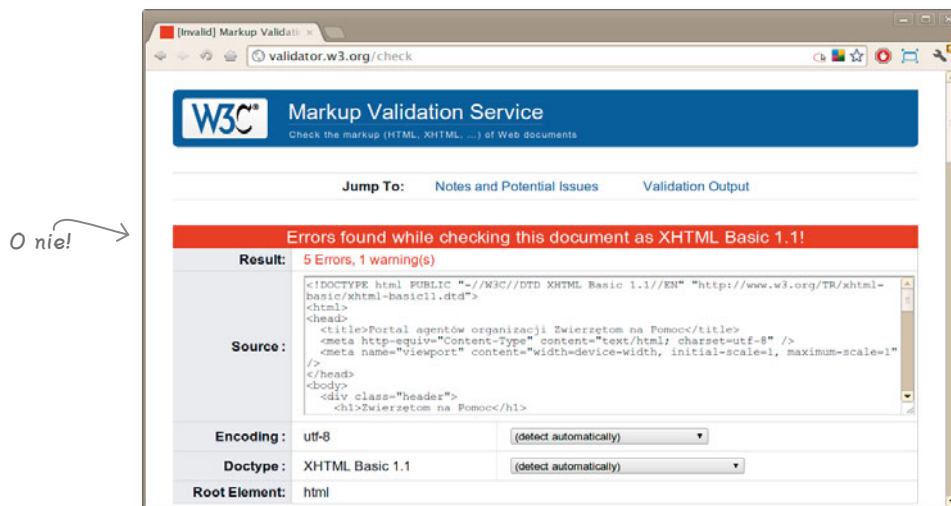 [Invalid] Markup Validati
validator.w3.org/check
W3C®
Markup Validation Service
Check the markup (HTML, XHTML, ...) of Web documents
Jump To: Notes and Potential Issues Validation Output
O nie!
Errors found while checking this document as XHTML Basic 1.1!
Result: 5 Errors, 1 warning(s)
Source :
<!DOCTYPE html PUBLIC "-//W3C//DTD XHTML Basic 1.1//EN" "http://www.w3.org/TR/xhtml-
basic/xhtml-basic11.dtd">
<html>
<head>
<title>Portal agentów organizacji Zwierzętom na Pomoc</title>
<meta http-equiv="Content-Type" content="text/html; charset=utf-8" />
<meta name="viewport" content="width=device-width, initial-scale=1, maximum-scale=1"
/>
</head>
<body>
<div class="header">
<h1>Zwierzętom na Pomoc</h1>
Encoding : utf-8 (detect automatically)
Doctype : XHTML Basic 1.1 (detect automatically)
Root Element: html